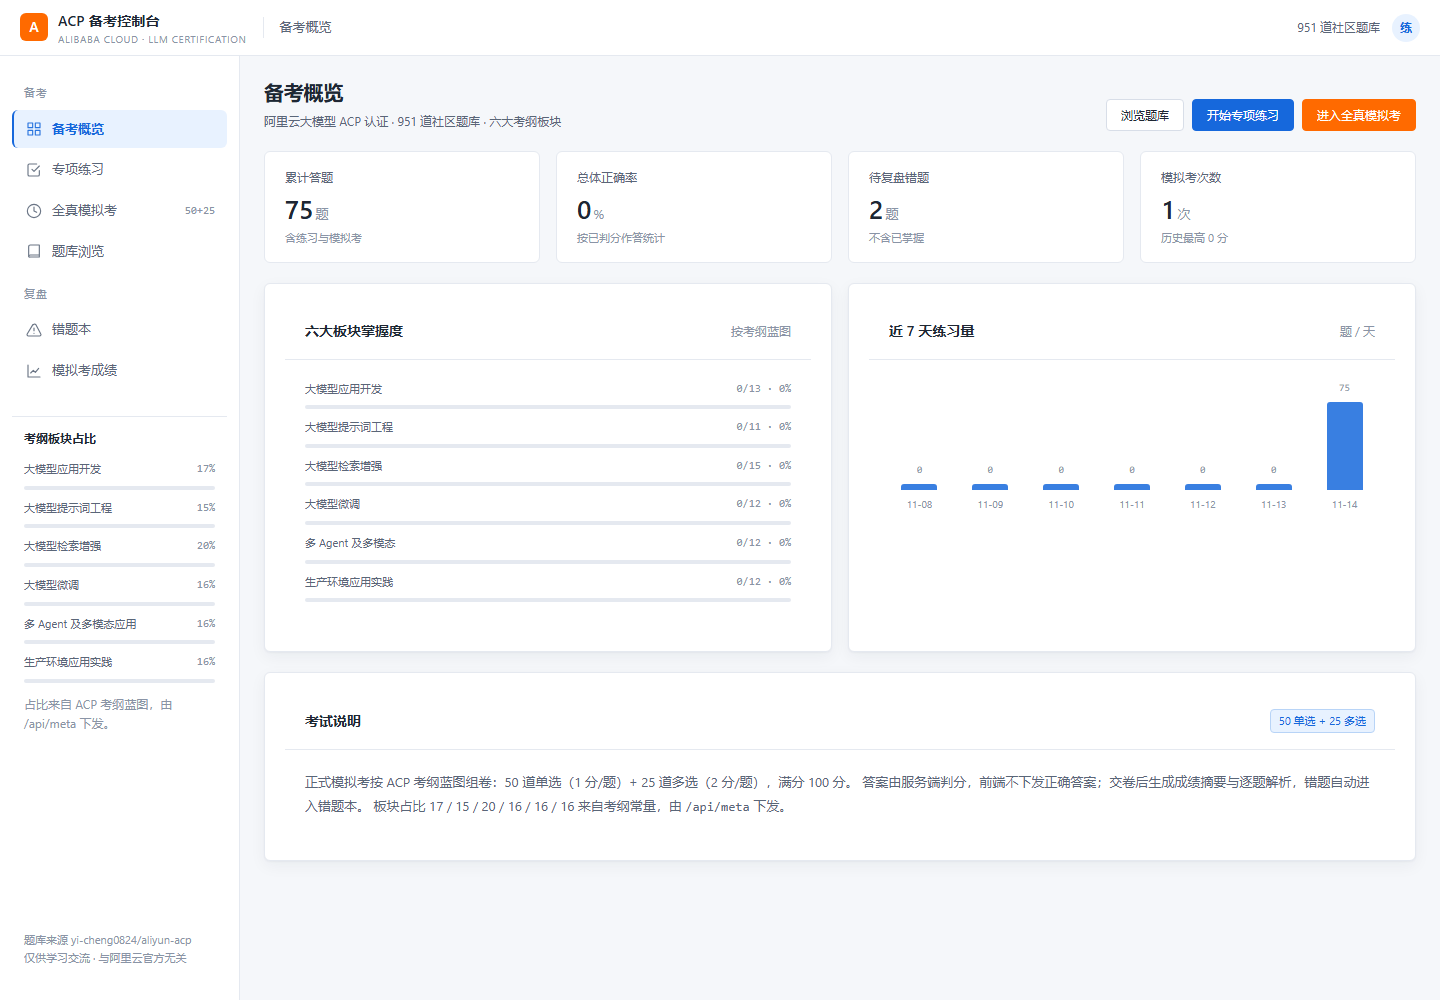 A
ACP 备考控制台
ALIBABA CLOUD · LLM CERTIFICATION
备考概览
951 道社区题库
练
备考
备考概览
专项练习
全真模拟考
50+25
题库浏览
复盘
错题本
模拟考成绩
考纲板块占比
大模型应用开发
17%
大模型提示词工程
15%
大模型检索增强
20%
大模型微调
16%
多 Agent 及多模态应用
16%
生产环境应用实践
16%
占比来自 ACP 考纲蓝图，由
/api/meta 下发。
题库来源 yi-cheng0824/aliyun-acp
仅供学习交流 · 与阿里云官方无关
备考概览
阿里云大模型 ACP 认证 · 951 道社区题库 · 六大考纲板块
浏览题库
开始专项练习
进入全真模拟考
累计答题
75 题
含练习与模拟考
总体正确率
0 %
按已判分作答统计
待复盘错题
2 题
不含已掌握
模拟考次数
1 次
历史最高 0 分
六大板块掌握度
按考纲蓝图
大模型应用开发
0/13 · 0%
大模型提示词工程
0/11 · 0%
大模型检索增强
0/15 · 0%
大模型微调
0/12 · 0%
多 Agent 及多模态
0/12 · 0%
生产环境应用实践
0/12 · 0%
近 7 天练习量
题 / 天
0
0
0
0
0
0
75
11-08
11-09
11-10
11-11
11-12
11-13
11-14
考试说明
50 单选 + 25 多选
正式模拟考按 ACP 考纲蓝图组卷：50 道单选（1 分/题）+ 25 道多选（2 分/题），满分 100 分。 答案由服务端判分，前端不下发正确答案；交卷后生成成绩摘要与逐题解析，错题自动进
入错题本。 板块占比 17 / 15 / 20 / 16 / 16 / 16 来自考纲常量，由 /api/meta 下发。